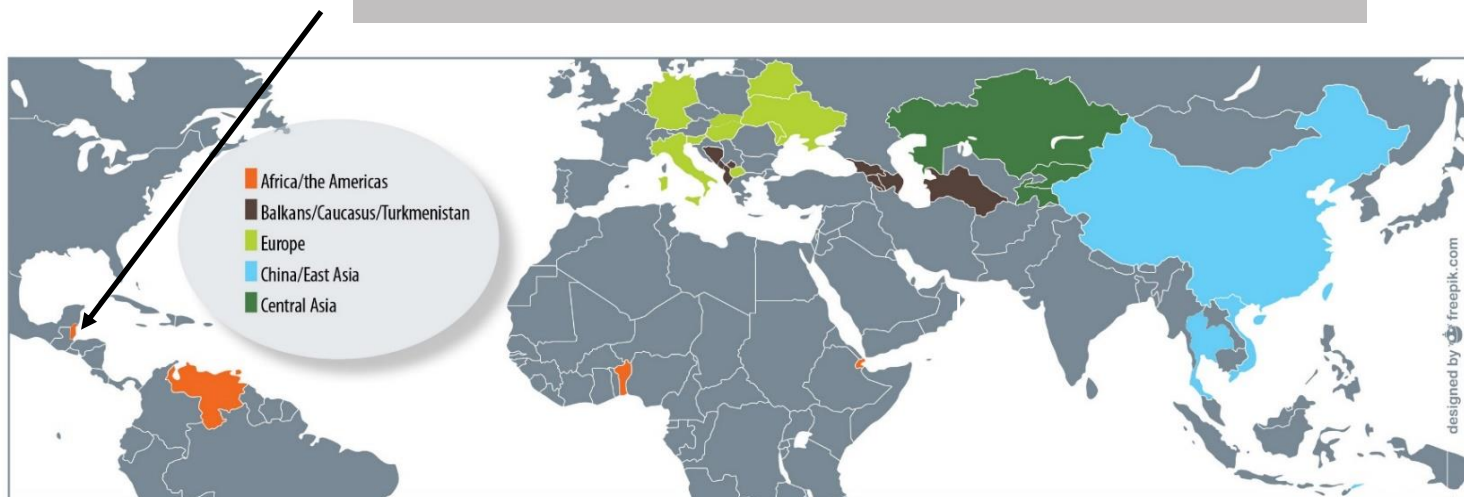 Africa/the Americas
Balkans/Caucasus/Turkmenistan
Europe
China/East Asia
Central Asia
designed by freepik.com